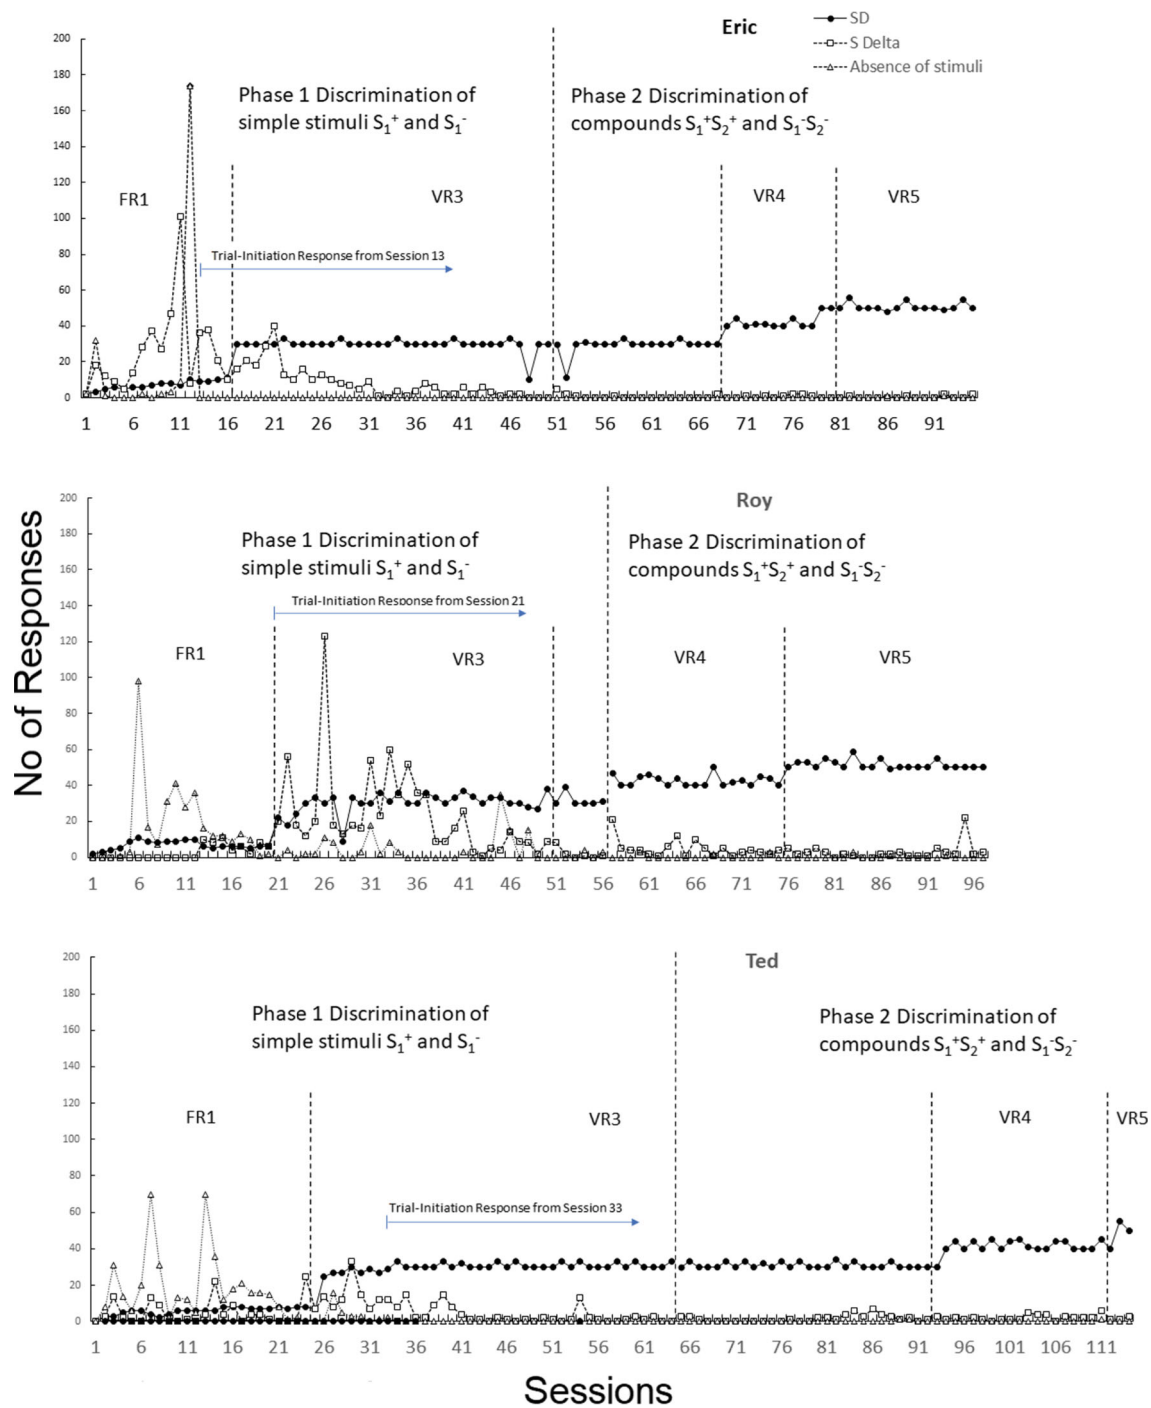 Eric
SD
S Delta
Absence of stimuli
200
180
160
140
120
100
80
60
40
20
0
Phase 1 Discrimination of
simple stimuli S₁⁺ and S₁⁻
Phase 2 Discrimination of
compounds S₁⁺S₂⁺ and S₁⁻S₂⁻
FR1
VR3
VR4
VR5
Trial-Initiation Response from Session 13
1 6 11 16 21 26 31 36 41 46 51 56 61 66 71 76 81 86 91
No of Responses
Roy
200
180
160
140
120
100
80
60
40
20
0
Phase 1 Discrimination of
simple stimuli S₁⁺ and S₁⁻
Phase 2 Discrimination of
compounds S₁⁺S₂⁺ and S₁⁻S₂⁻
Trial-Initiation Response from Session 21
FR1
VR3
VR4
VR5
1 6 11 16 21 26 31 36 41 46 51 56 61 66 71 76 81 86 91 96
Ted
200
180
160
140
120
100
80
60
40
20
0
Phase 1 Discrimination of
simple stimuli S₁⁺ and S₁⁻
Phase 2 Discrimination of
compounds S₁⁺S₂⁺ and S₁⁻S₂⁻
FR1
VR3
VR4
VR5
Trial-Initiation Response from Session 33
1 6 11 16 21 26 31 36 41 46 51 56 61 66 71 76 81 86 91 96 101 106 111
Sessions